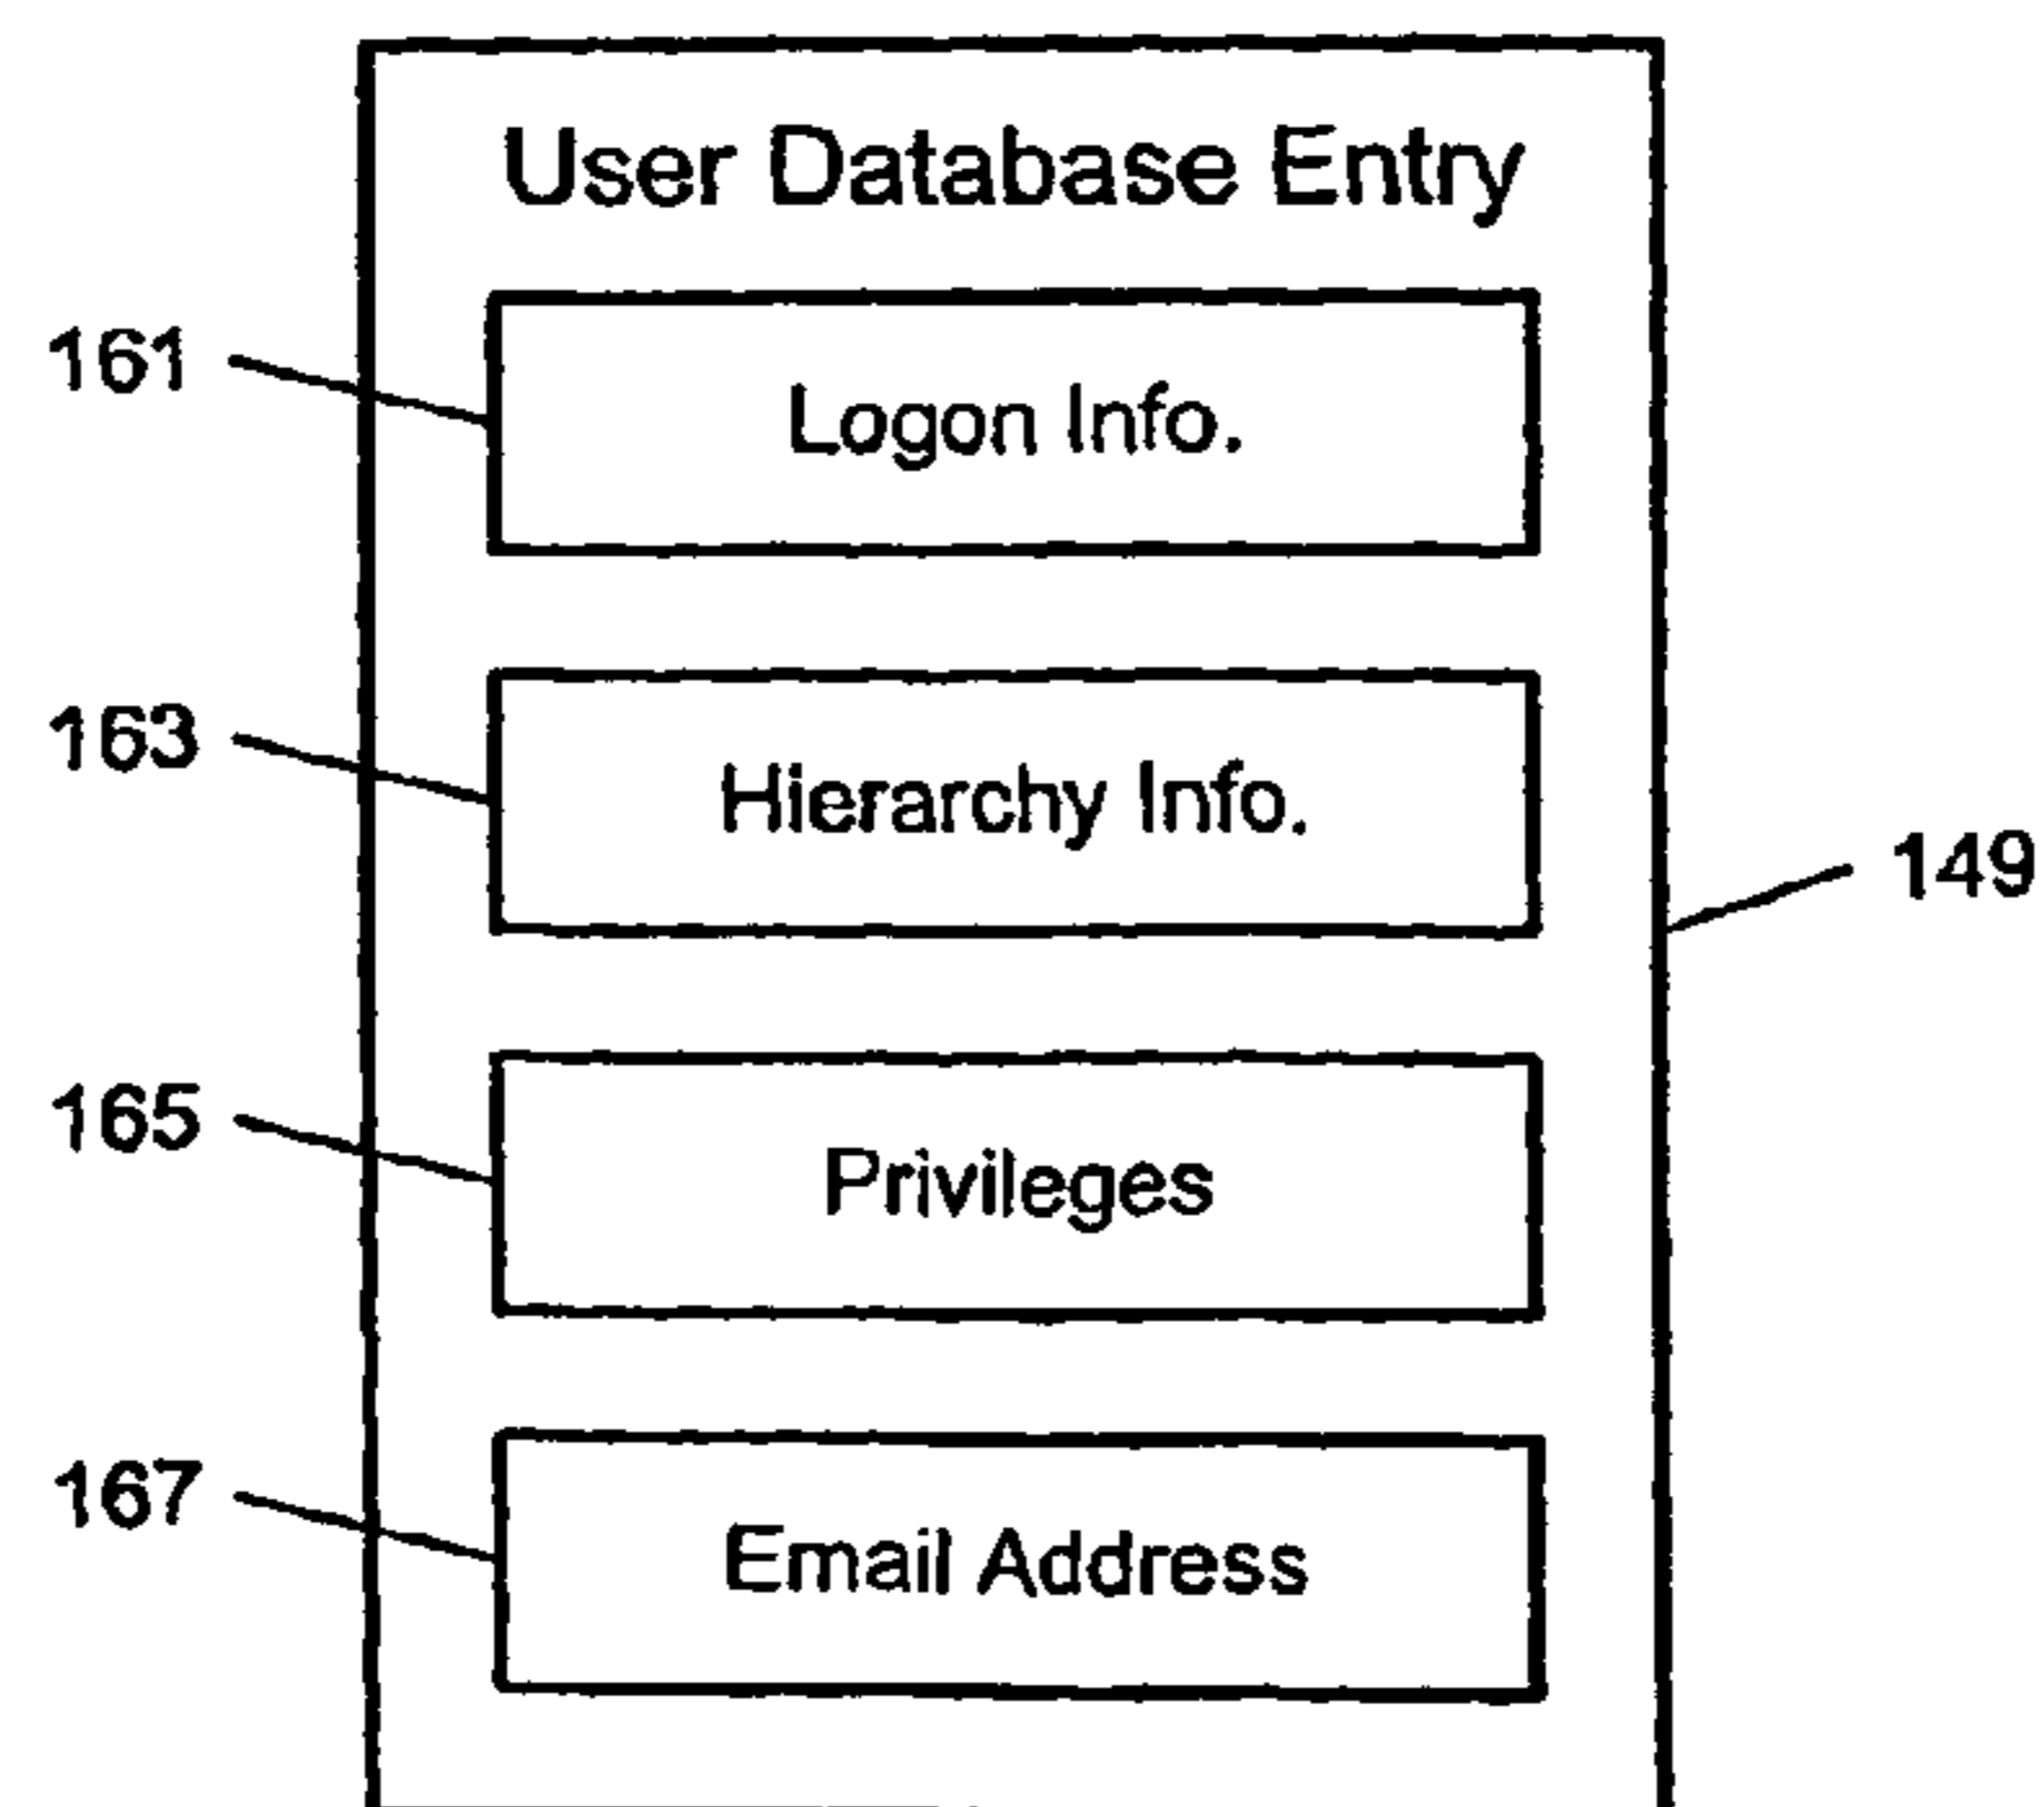 User Database Entry
161
Logon Info.
163
Hierarchy Info.
149
165
Privileges
167
Email Address